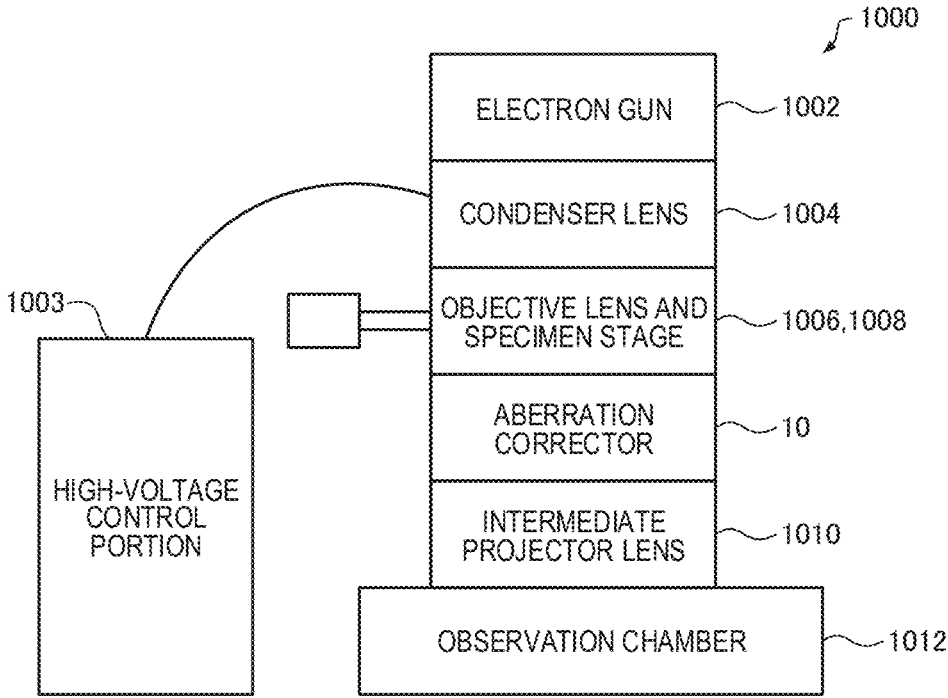 1000
ELECTRON GUN
1002
CONDENSER LENS
1004
1003
OBJECTIVE LENS AND
SPECIMEN STAGE
1006,1008
ABERRATION
CORRECTOR
10
HIGH-VOLTAGE
CONTROL
PORTION
INTERMEDIATE
PROJECTOR LENS
1010
OBSERVATION CHAMBER
1012